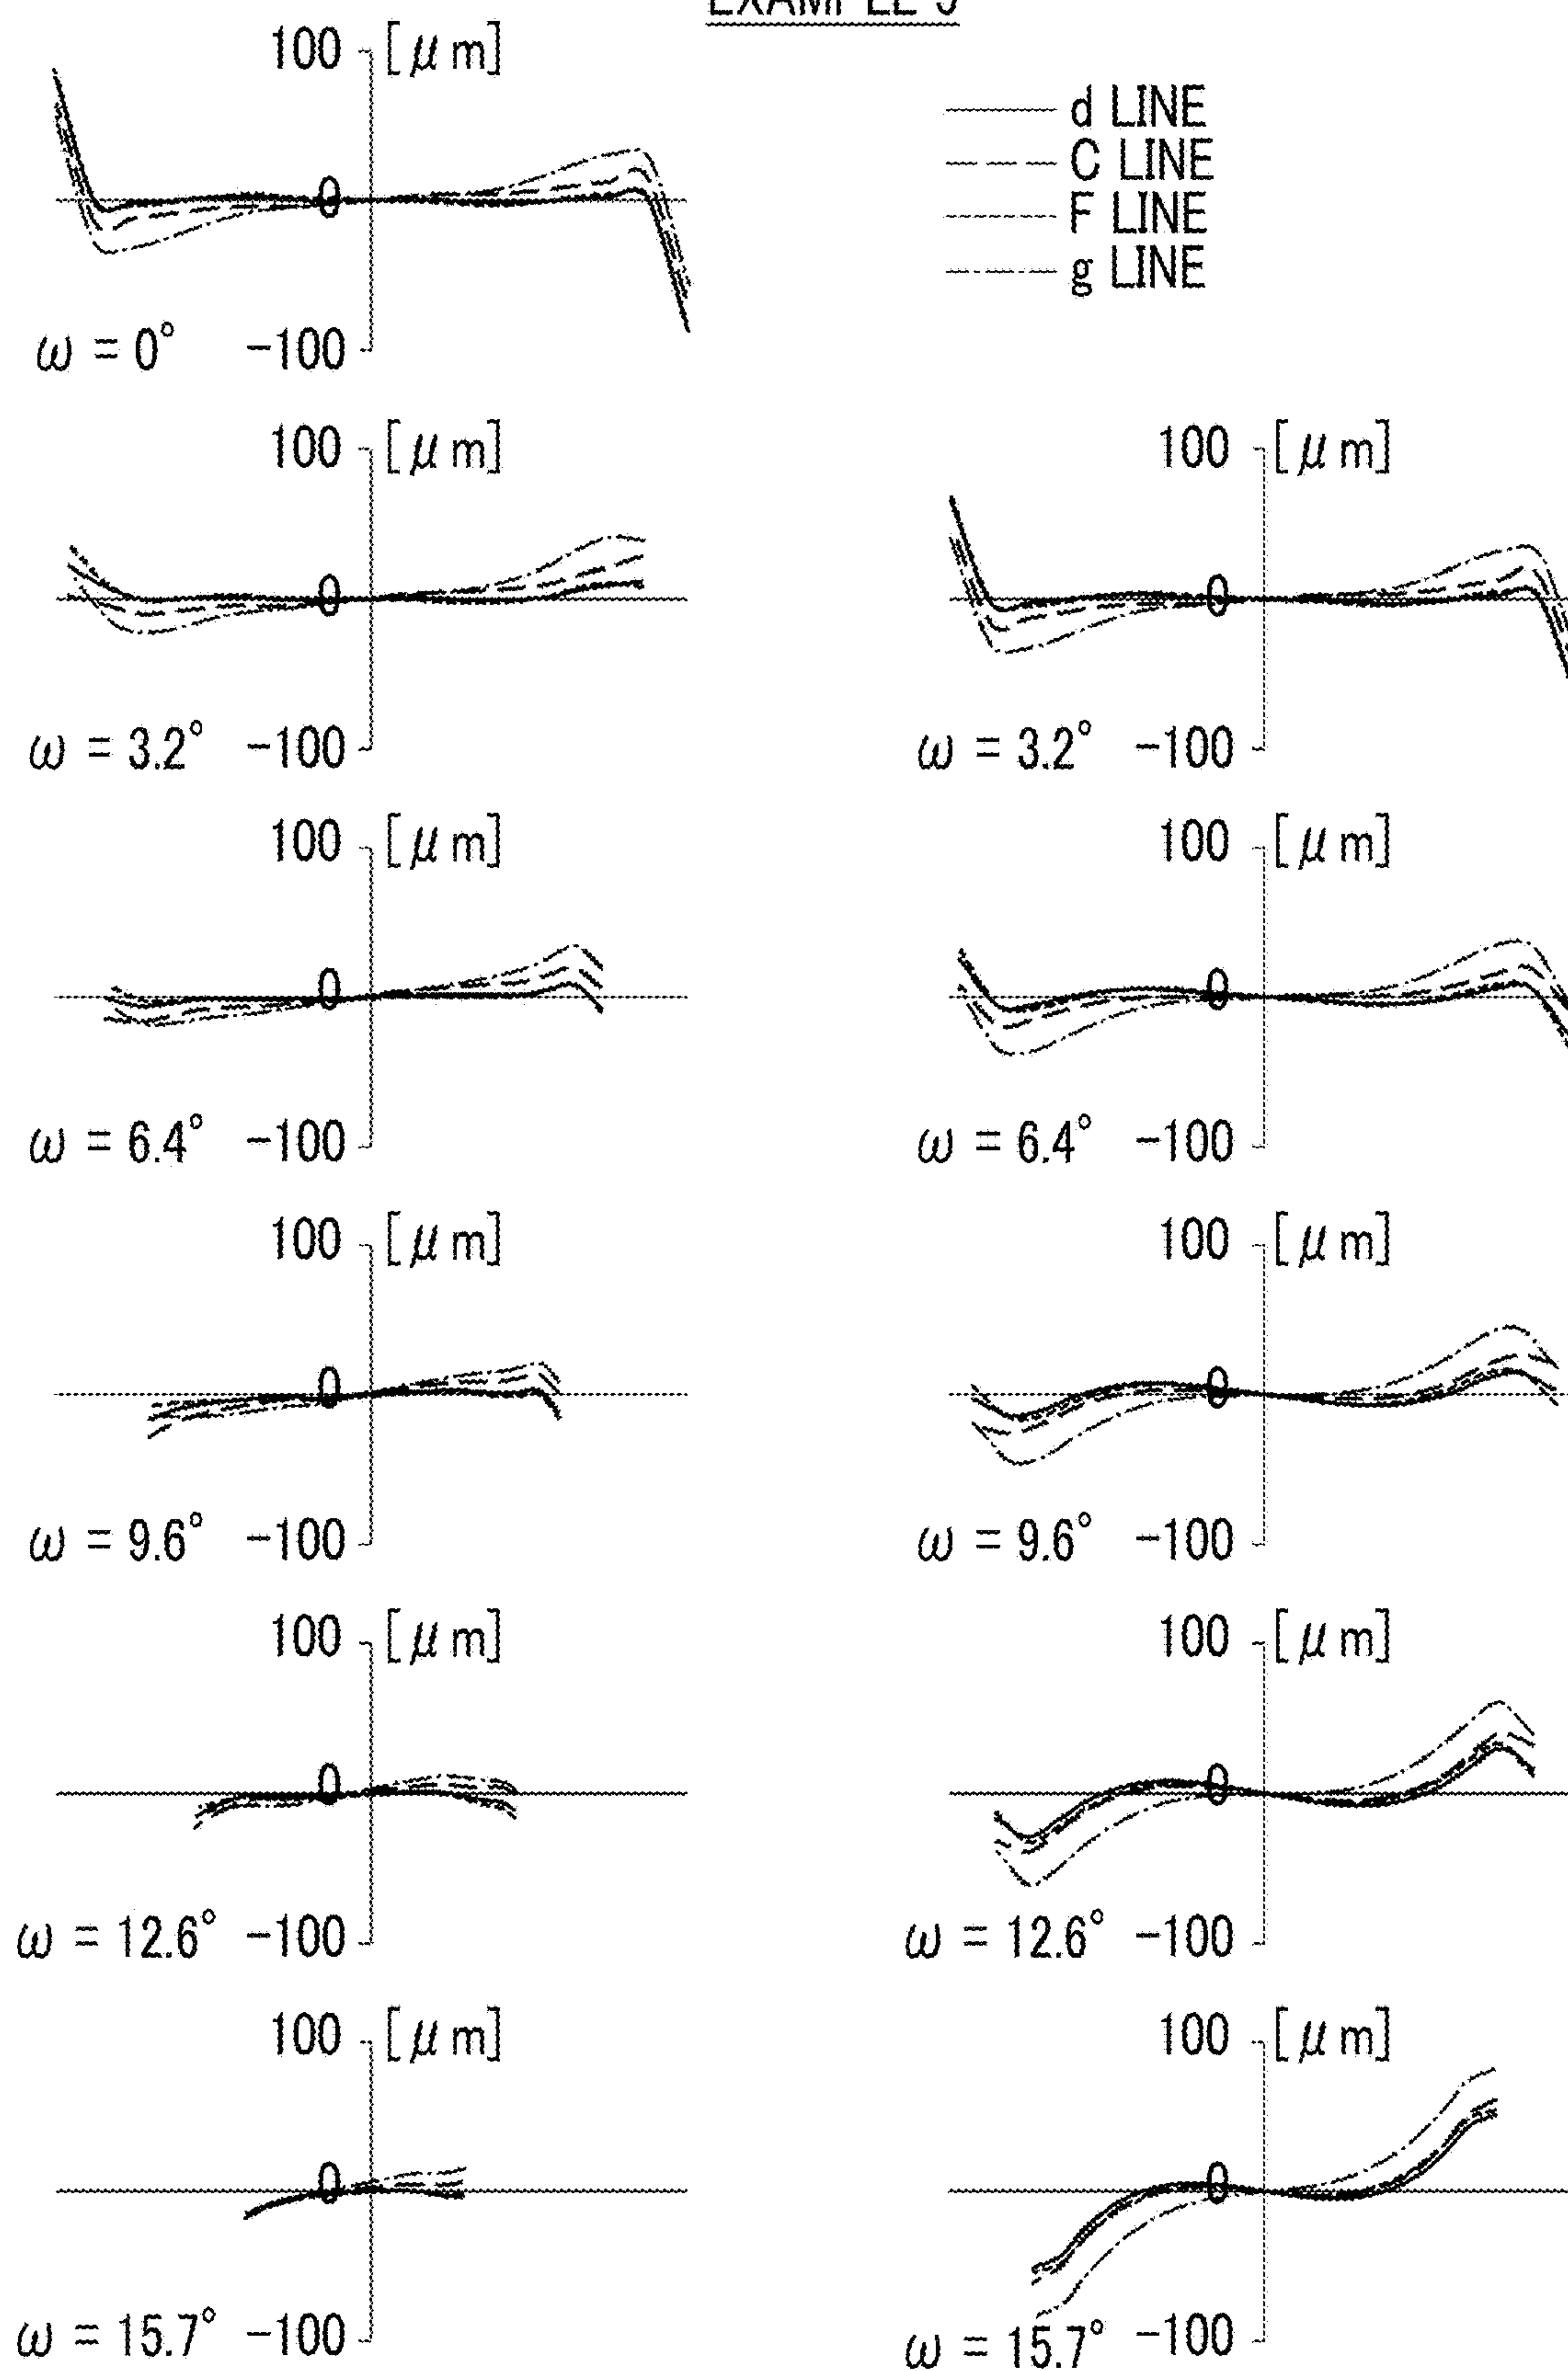 100 [μm]
d LINE
C LINE
F LINE
g LINE
0
ω = 0° -100
100 [μm] 100 [μm]
0 0
ω = 3.2° -100 ω = 3.2° -100
100 [μm] 100 [μm]
0 0
ω = 6.4° -100 ω = 6.4° -100
100 [μm] 100 [μm]
0 0
ω = 9.6° -100 ω = 9.6° -100
100 [μm] 100 [μm]
0 0
ω = 12.6° -100 ω = 12.6° -100
100 [μm] 100 [μm]
0 0
ω = 15.7° -100 ω = 15.7° -100